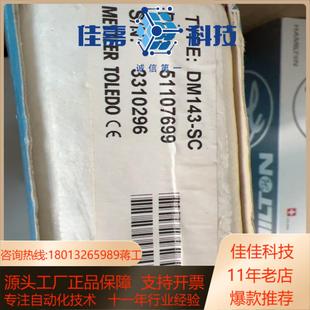 科技
诚信第一
TYPE: DM143-SC
51107699
S/N 3310296
METTLER TOLEDO CE
HAMILTON
MILTON
咨询热线:18013265989蒋工
源头工厂正品保障 支持开票
专注自动化技术 十一年行业经验
佳佳科技
11年老店
爆款推荐